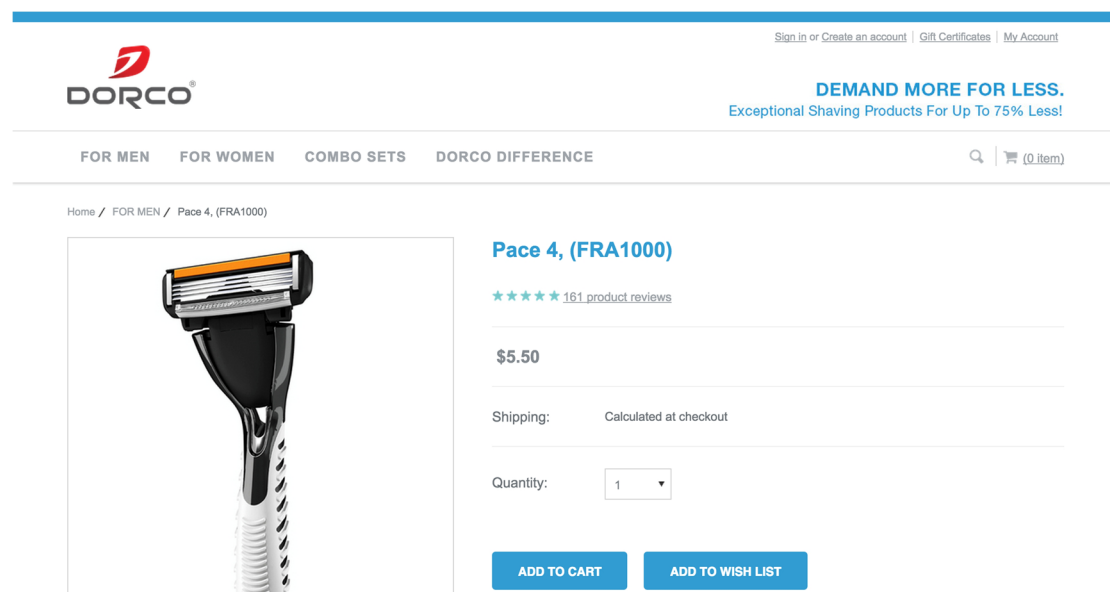 Sign in or Create an account | Gift Certificates | My Account
DORCO®
DEMAND MORE FOR LESS.
Exceptional Shaving Products For Up To 75% Less!
FOR MEN FOR WOMEN COMBO SETS DORCO DIFFERENCE (0 item)
Home / FOR MEN / Pace 4, (FRA1000)
Pace 4, (FRA1000)
161 product reviews
$5.50
Shipping: Calculated at checkout
Quantity: 1
ADD TO CART ADD TO WISH LIST